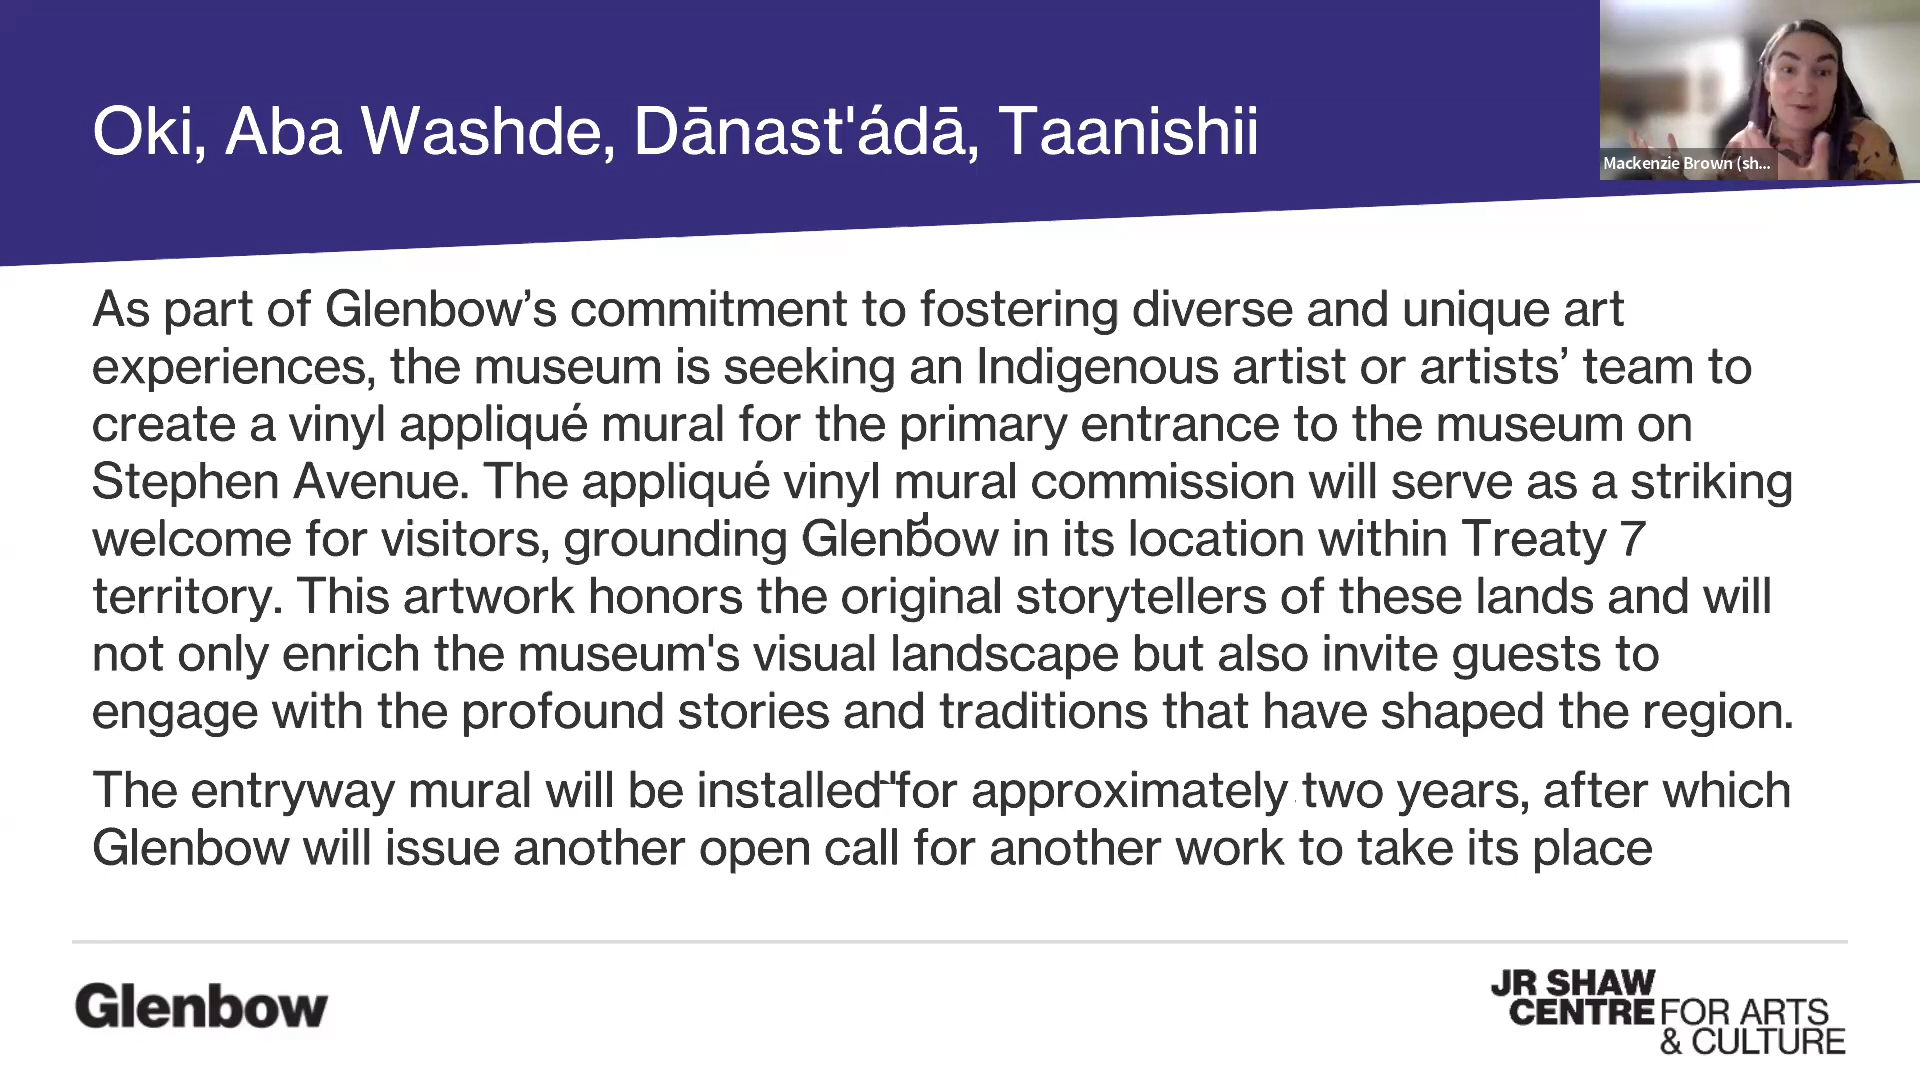 Oki, Aba Washde, Dānast'ádā, Taanishii
Mackenzie Brown (sh...
As part of Glenbow’s commitment to fostering diverse and unique art
experiences, the museum is seeking an Indigenous artist or artists’ team to
create a vinyl appliqué mural for the primary entrance to the museum on
Stephen Avenue. The appliqué vinyl mural commission will serve as a striking
welcome for visitors, grounding Glenbow in its location within Treaty 7
territory. This artwork honors the original storytellers of these lands and will
not only enrich the museum's visual landscape but also invite guests to
engage with the profound stories and traditions that have shaped the region.
The entryway mural will be installed for approximately two years, after which
Glenbow will issue another open call for another work to take its place
Glenbow
JR SHAW
CENTRE FOR ARTS
& CULTURE